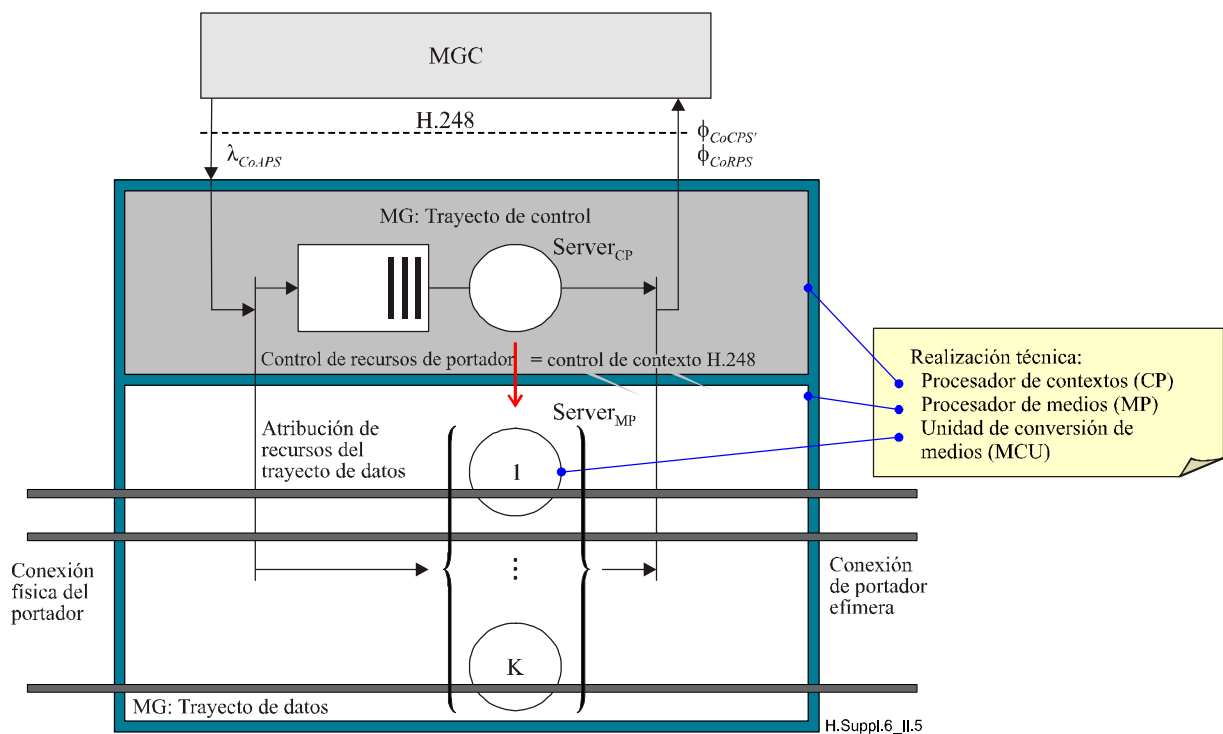 MGC
H.248
λCoAPS
ϕCoCPS'
ϕCoRPS
MG: Trayecto de control
ServerCP
Control de recursos de portador = control de contexto H.248
Realización técnica:
Procesador de contextos (CP)
Procesador de medios (MP)
Unidad de conversión de
medios (MCU)
ServerMP
Atribución de
recursos del
trayecto de datos
1
⋮
K
Conexión
física del
portador
Conexión
de portador
efímera
MG: Trayecto de datos
H.Suppl.6_II.5